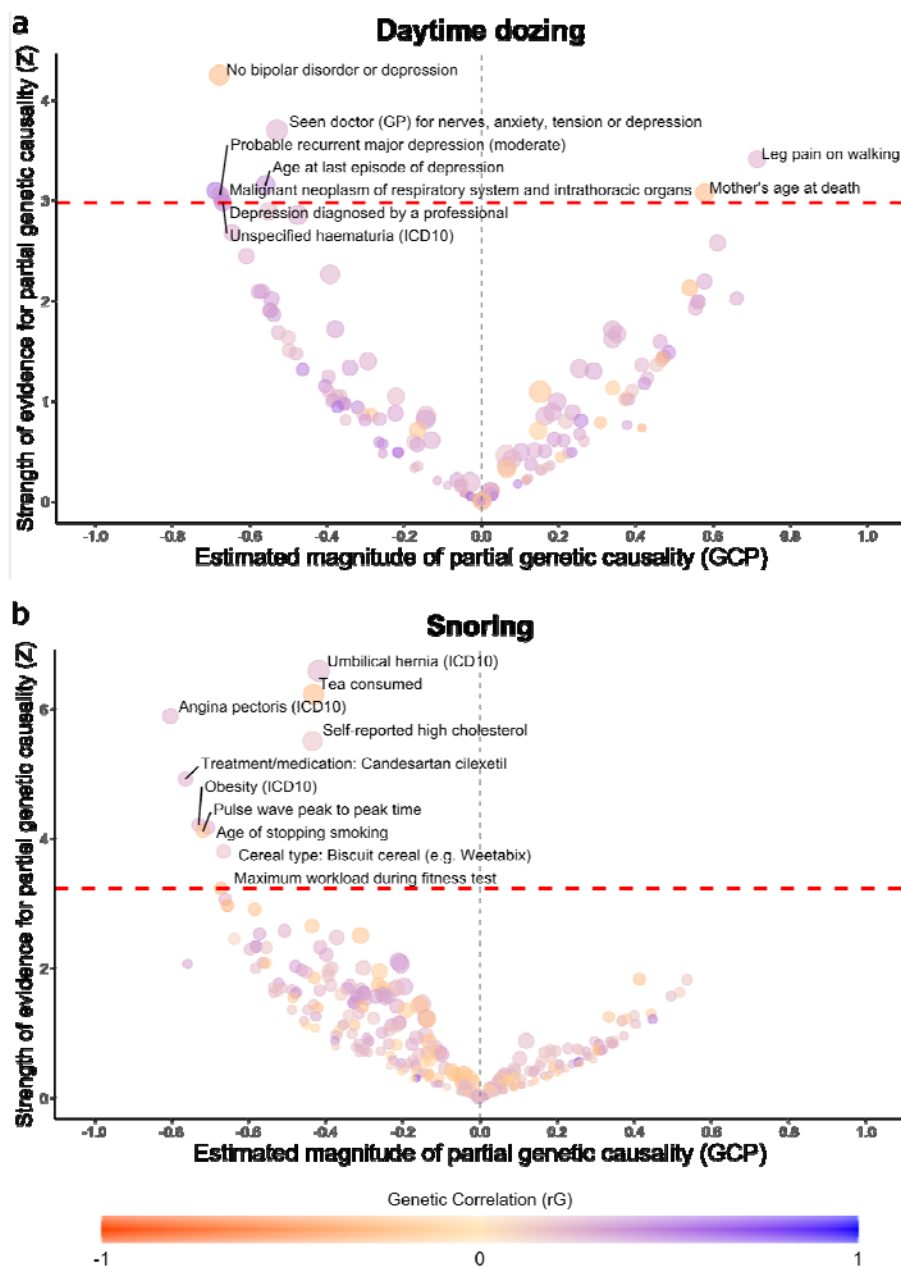 a
Daytime dozing
Strength of evidence for partial genetic causality (Z)
4
3
2
1
0
No bipolar disorder or depression
Seen doctor (GP) for nerves, anxiety, tension or depression
Probable recurrent major depression (moderate)
Leg pain on walking
Age at last episode of depression
Malignant neoplasm of respiratory system and intrathoracic organs
Mother's age at death
Depression diagnosed by a professional
Unspecified haematuria (ICD10)
-1.0 -0.8 -0.6 -0.4 -0.2 0.0 0.2 0.4 0.6 0.8 1.0
Estimated magnitude of partial genetic causality (GCP)
b
Snoring
Strength of evidence for partial genetic causality (Z)
6
4
2
0
Umbilical hernia (ICD10)
Tea consumed
Angina pectoris (ICD10)
Self-reported high cholesterol
Treatment/medication: Candesartan cilexetil
Obesity (ICD10)
Pulse wave peak to peak time
Age of stopping smoking
Cereal type: Biscuit cereal (e.g. Weetabix)
Maximum workload during fitness test
-1.0 -0.8 -0.6 -0.4 -0.2 0.0 0.2 0.4 0.6 0.8 1.0
Estimated magnitude of partial genetic causality (GCP)
Genetic Correlation (rG)
-1 0 1